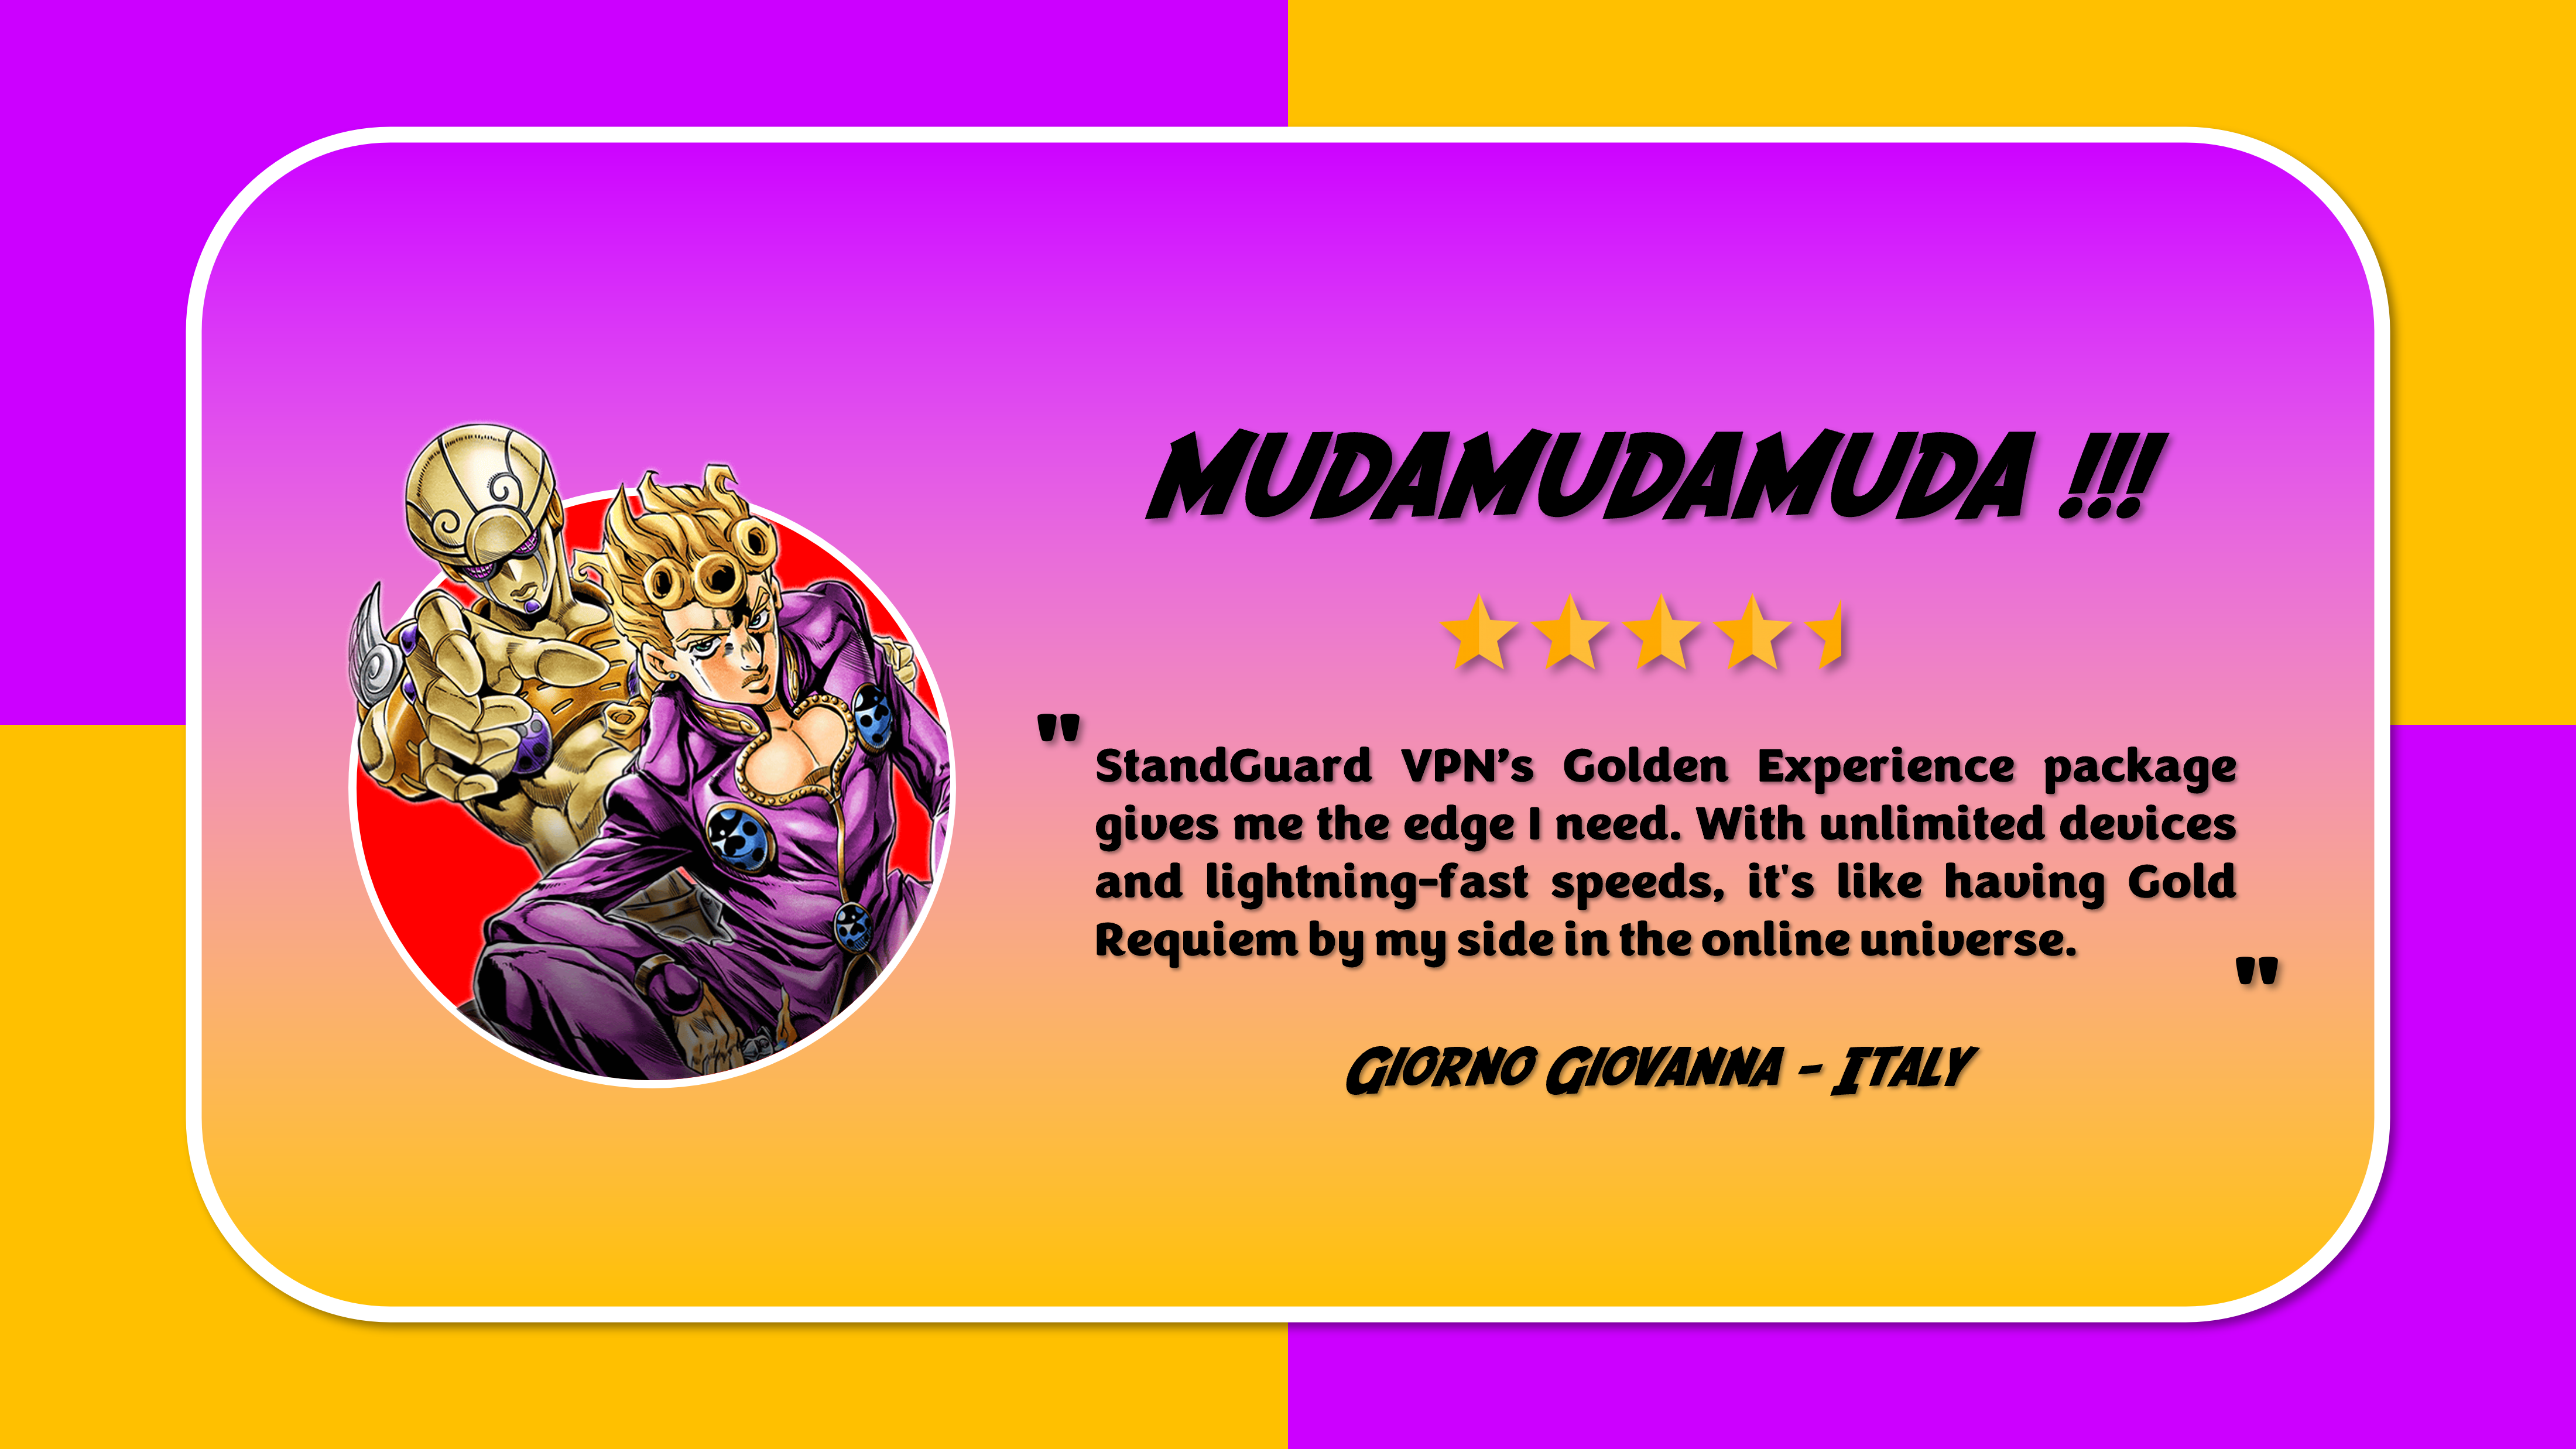 MUDAMUDAMUDA !!!
"
StandGuard VPN’s Golden Experience package
gives me the edge I need. With unlimited devices
and lightning-fast speeds, it's like having Gold
Requiem by my side in the online universe.
"
GIORNO GIOVANNA - ITALY